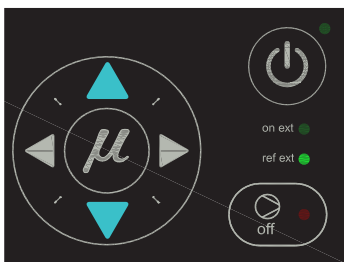 μ
on ext
ref ext
off